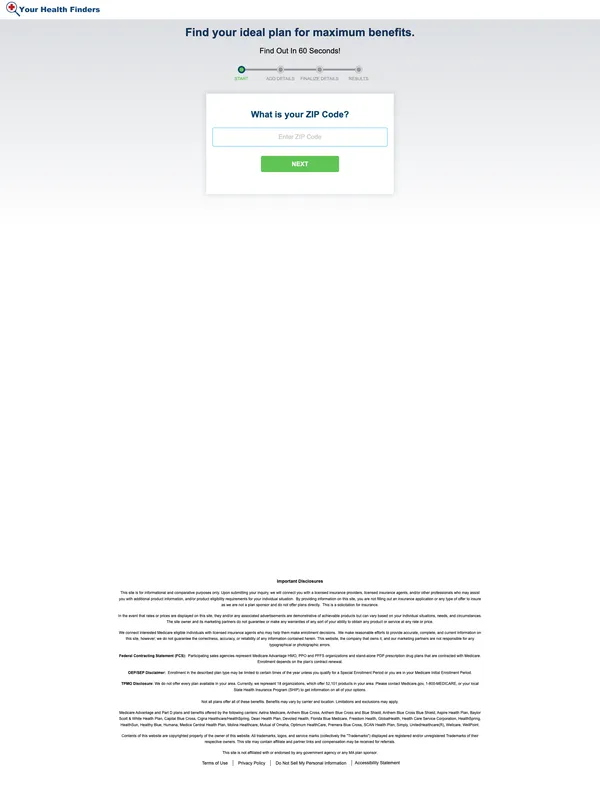 Your Health Finders
Find your ideal plan for maximum benefits.
Find Out In 60 Seconds!
START ADD DETAILS FINALIZE DETAILS RESULTS
What is your ZIP Code?
Enter ZIP Code
NEXT
Important Disclosures
This site is for informational and comparative purposes only. Upon submitting your inquiry, we will connect you with a licensed insurance providers, licensed insurance agents, and/or other professionals who may assist
you with additional product information, and/or product eligibility requirements for your individual situation. By providing information on this site, you are not filling out an insurance application or any type of offer to insure
as we are not a plan sponsor and do not offer plans directly. This is a solicitation for insurance.
In the event that rates or prices are displayed on this site, they and/or any associated advertisements are demonstrative of achievable products but can vary based on your individual situations, needs, and circumstances.
The site owner and its marketing partners do not guarantee or make any warranties of any sort of your ability to obtain any product or service at any rate or price.
We connect interested Medicare eligible individuals with licensed insurance agents who may help them make enrollment decisions. We make reasonable efforts to provide accurate, complete, and current information on
this site, however, we do not guarantee the correctness, accuracy, or reliability of any information contained herein. This website, the company that owns it, and our marketing partners are not responsible for any
typographical or photographic errors.
Federal Contracting Statement (FCS): Participating sales agencies represent Medicare Advantage HMO, PPO and PFFS organizations and stand-alone PDP prescription drug plans that are contracted with Medicare.
Enrollment depends on the plan's contract renewal.
OEP/SEP Disclaimer: Enrollment in the described plan type may be limited to certain times of the year unless you qualify for a Special Enrollment Period or you are in your Medicare Initial Enrollment Period.
TPMO Disclosure: We do not offer every plan available in your area. Currently, we represent 18 organizations, which offer 52,101 products in your area. Please contact Medicare.gov, 1-800-MEDICARE, or your local
State Health Insurance Program (SHIP) to get information on all of your options.
Not all plans offer all of these benefits. Benefits may vary by carrier and location. Limitations and exclusions may apply.
Medicare Advantage and Part D plans and benefits offered by the following carriers: Aetna Medicare, Anthem Blue Cross, Anthem Blue Cross and Blue Shield, Anthem Blue Cross Blue Shield, Aspire Health Plan, Baylor
Scott & White Health Plan, Capital Blue Cross, Cigna HealthcareHealthSpring, Dean Health Plan, Devoted Health, Florida Blue Medicare, Freedom Health, GlobalHealth, Health Care Service Corporation, HealthSpring,
HealthSun, Healthy Blue, Humana, Medica Central Health Plan, Molina Healthcare, Mutual of Omaha, Optimum HealthCare, Premera Blue Cross, SCAN Health Plan, Simply, UnitedHealthcare(R), Wellcare, WellPoint.
Contents of this website are copyrighted property of the owner of this website. All trademarks, logos, and service marks (collectively the "Trademarks") displayed are registered and/or unregistered Trademarks of their
respective owners. This site may contain affiliate and partner links and compensation may be received for referrals.
This site is not affiliated with or endorsed by any government agency or any MA plan sponsor.
Terms of Use | Privacy Policy | Do Not Sell My Personal Information | Accessibility Statement